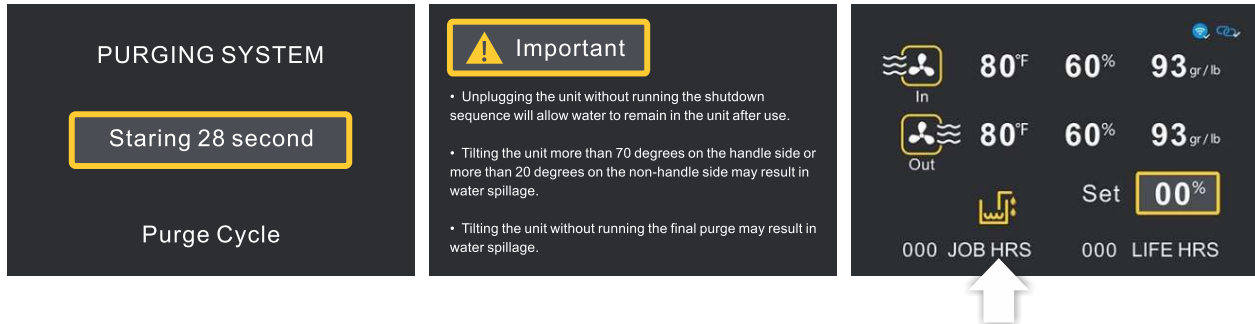 PURGING SYSTEM
Staring 28 second
Purge Cycle
Important
• Unplugging the unit without running the shutdown
sequence will allow water to remain in the unit after use.
• Tilting the unit more than 70 degrees on the handle side or
more than 20 degrees on the non-handle side may result in
water spillage.
• Tilting the unit without running the final purge may result in
water spillage.
80°F 60% 93 gr/lb
In
80°F 60% 93 gr/lb
Out
Set 00%
000 JOB HRS 000 LIFE HRS